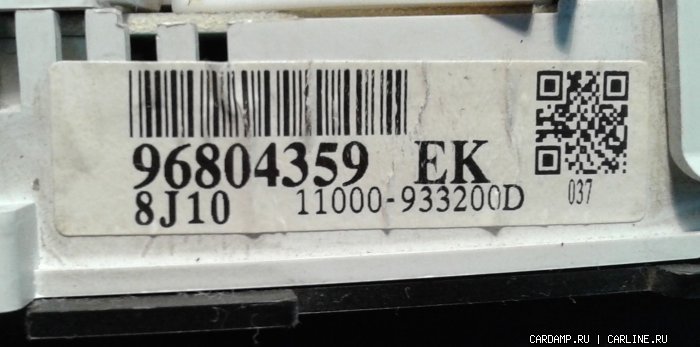 96804359 EK
8J10 11000-933200D
037
CARDAMP.RU | CARLINE.RU